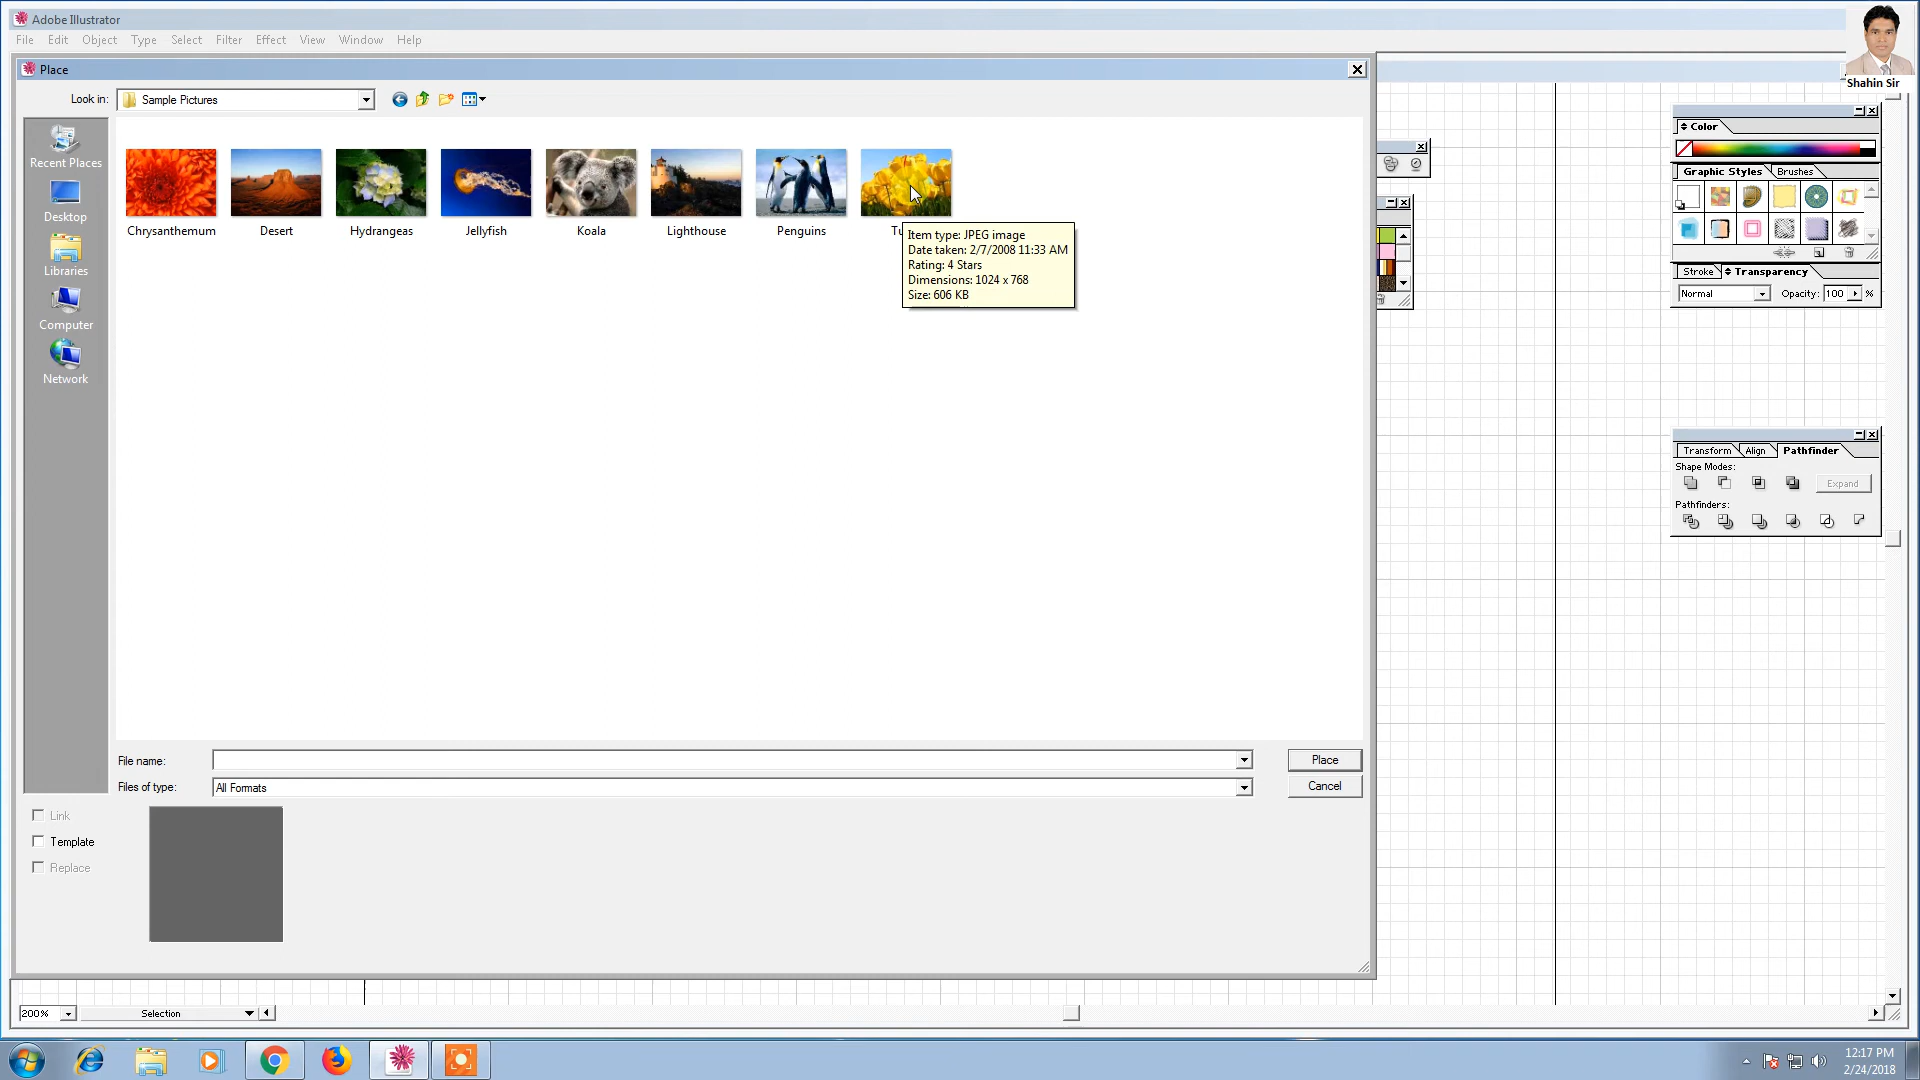 Adobe Illustrator
File Edit Object Type Select Filter Effect View Window Help
Shahin Sir
Place
Look in: Sample Pictures
Recent Places
Desktop
Libraries
Computer
Network
Chrysanthemum Desert Hydrangeas Jellyfish Koala Lighthouse Penguins
Item type: JPEG image
Date taken: 2/7/2008 11:33 AM
Rating: 4 Stars
Dimensions: 1024 x 768
Size: 606 KB
File name:
Place
Files of type: All Formats
Cancel
Link
Template
Replace
Color
Graphic Styles Brushes
Stroke Transparency
Normal Opacity: 100 %
Transform Align Pathfinder
Shape Modes:
Expand
Pathfinders:
200% Selection
12:17 PM
2/24/2018